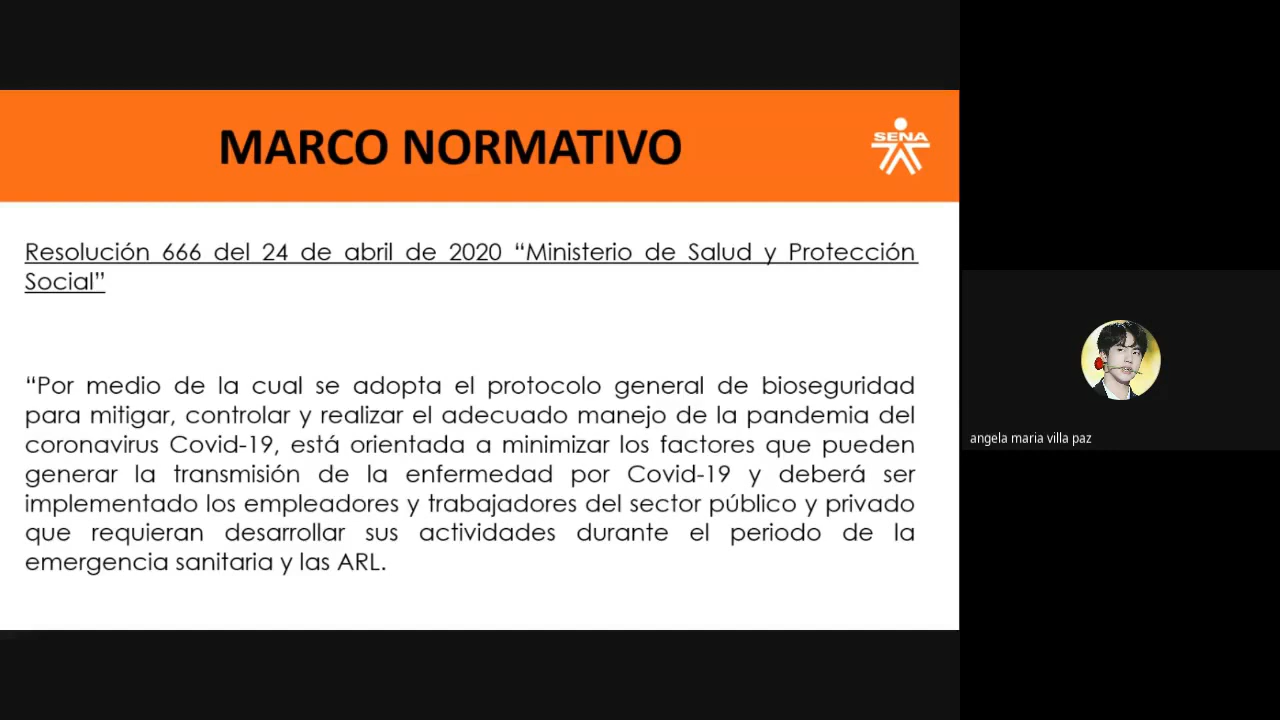 MARCO NORMATIVO
SENA
Resolución 666 del 24 de abril de 2020 “Ministerio de Salud y Protección
Social”
“Por medio de la cual se adopta el protocolo general de bioseguridad
para mitigar, controlar y realizar el adecuado manejo de la pandemia del
coronavirus Covid-19, está orientada a minimizar los factores que pueden
generar la transmisión de la enfermedad por Covid-19 y deberá ser
implementado los empleadores y trabajadores del sector público y privado
que requieran desarrollar sus actividades durante el periodo de la
emergencia sanitaria y las ARL.
angela maria villa paz